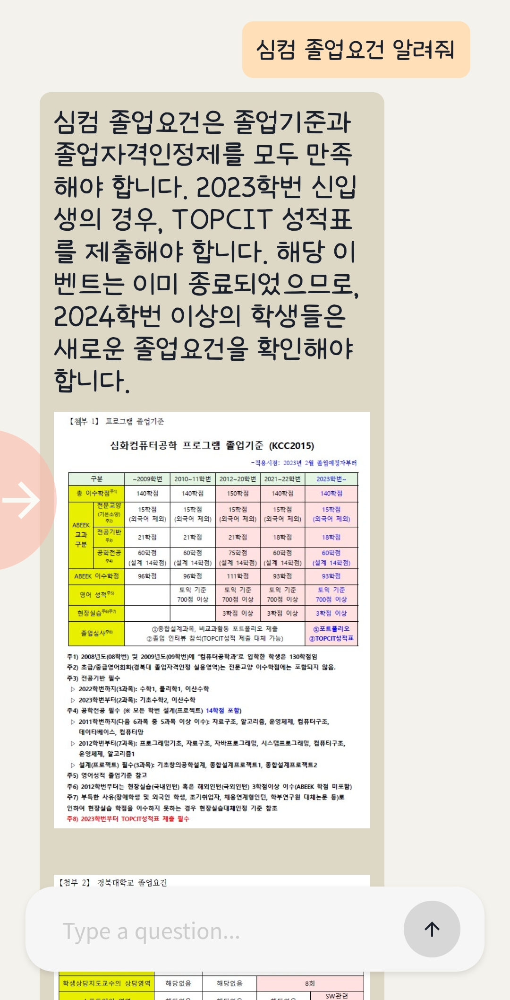 심컴 졸업요건 알려줘
심컴 졸업요건은 졸업기준과
졸업자격인정제를 모두 만족
해야 합니다. 2023학번 신입
생의 경우, TOPCIT 성적표
를 제출해야 합니다. 해당 이
벤트는 이미 종료되었으므로,
2024학번 이상의 학생들은
새로운 졸업요건을 확인해야
합니다.
【첨부 1】 프로그램 졸업기준
심화컴퓨터공학 프로그램 졸업기준 (KCC2015)
-적용시점: 2023년 2월 졸업예정자부터
구분 ~2009학번 2010~11학번 2012~20학번 2021~22학번 2023학번~
총 이수학점주1) 140학점 140학점 150학점 140학점 140학점
ABEEK 교과 구분
전문교양 (기본소양) 주2) 15학점 (외국어 제외) 15학점 (외국어 제외) 15학점 (외국어 제외) 15학점 (외국어 제외) 15학점 (외국어 제외)
전공기반 주3) 21학점 21학점 21학점 18학점 18학점
공학전공 주4) 60학점 (설계 14학점) 60학점 (설계 14학점) 75학점 (설계 14학점) 60학점 (설계 14학점) 60학점 (설계 14학점)
ABEEK 이수학점 96학점 96학점 111학점 93학점 93학점
영어 성적주5) 토익 기준 700점 이상 토익 기준 700점 이상 토익 기준 700점 이상 토익 기준 700점 이상
현장실습주6)주7) 3학점 이상 3학점 이상 3학점 이상
졸업심사주8) ①종합설계과목, 비교과활동 포트폴리오 제출 ①포트폴리오
②졸업 인터뷰 참석(TOPCIT성적 제출 대체 가능) ②TOPCIT성적표
주1) 2008년도(08학번) 및 2009년도(09학번)에 "컴퓨터공학과"로 입학한 학생은 130학점임
주2) 초급/중급영어회화(경북대 졸업자격인정 실용영역)는 전문교양 이수학점에는 포함되지 않음.
주3) 전공기반 필수
▷ 2022학번까지(3과목): 수학1, 물리학1, 이산수학
▷ 2023학번부터(2과목): 기초수학2, 이산수학
주4) 공학전공 필수 (※ 모든 학번 설계(프로젝트) 14학점 포함)
▷ 2011학번까지(다음 6과목 중 5과목 이상 이수): 자료구조, 알고리즘, 운영체제, 컴퓨터구조,
데이타베이스, 컴퓨터망
▷ 2012학번부터(7과목): 프로그래밍기초, 자료구조, 자바프로그래밍, 시스템프로그래밍, 컴퓨터구조,
운영체제, 알고리즘1
▷ 설계(프로젝트) 필수(3과목): 기초창의공학설계, 종합설계프로젝트1, 종합설계프로젝트2
주5) 영어성적 졸업기준 참고
주6) 2012학번부터는 현장실습(국내인턴) 혹은 해외인턴(국외인턴) 3학점이상 이수(ABEEK 학점 미포함)
주7) 부득한 사유(장애학생 및 외국인 학생, 조기취업자, 채용연계형인턴, 학부연구원 대체논문 등)로
인하여 현장실습 학점을 이수하지 못하는 경우 현장실습대체인정 기준 참조
주8) 2023학번부터 TOPCIT성적표 제출 필수
【첨부 2】 경북대학교 졸업요건
Type a question...
학생상담지도교수의 상담영역 해당없음 해당없음 8회
SW관련